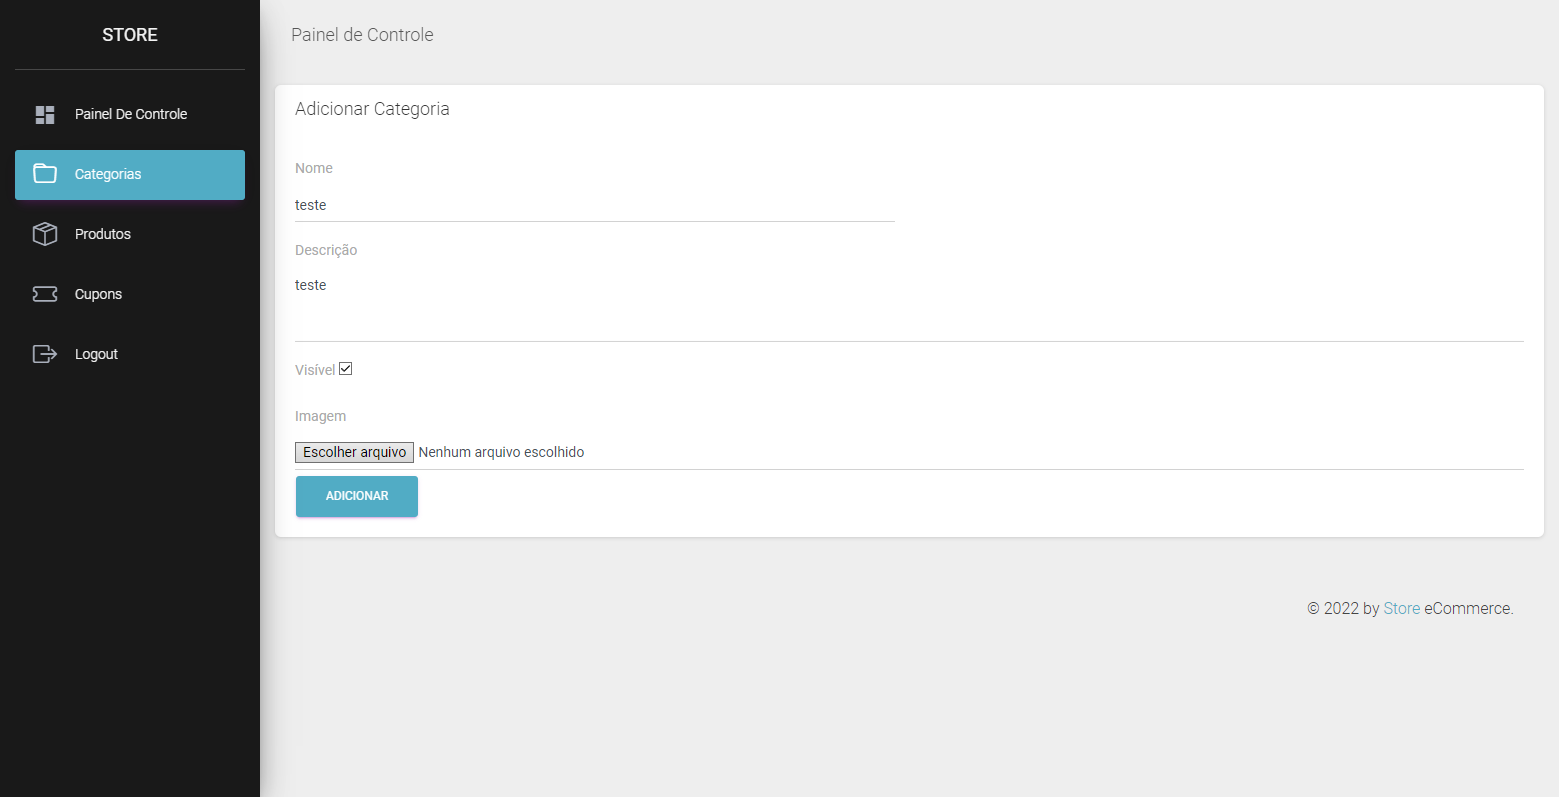 STORE
Painel De Controle
Categorias
Produtos
Cupons
Logout
Painel de Controle
Adicionar Categoria
Nome
teste
Descrição
teste
Visível
Imagem
Escolher arquivo Nenhum arquivo escolhido
ADICIONAR
© 2022 by Store eCommerce.